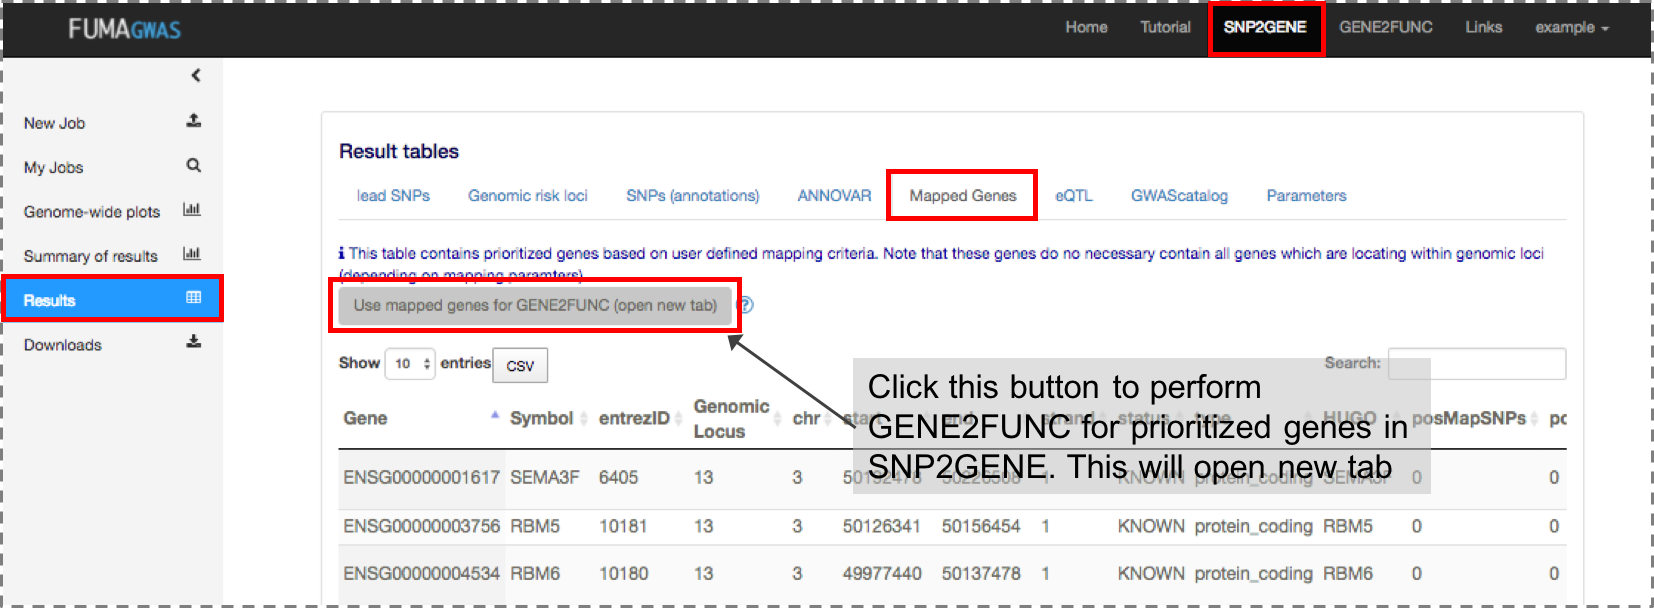 FUMAGWAS
Home Tutorial SNP2GENE GENE2FUNC Links example
New Job
My Jobs
Genome-wide plots
Summary of results
Results
Downloads
Result tables
lead SNPs Genomic risk loci SNPs (annotations) ANNOVAR Mapped Genes eQTL GWAScatalog Parameters
i This table contains prioritized genes based on user defined mapping criteria. Note that these genes do no necessary contain all genes which are locating within genomic loci
(depending on mapping paramters)
Use mapped genes for GENE2FUNC (open new tab) ?
Show 10 entries CSV Search:
Click this button to perform
GENE2FUNC for prioritized genes in
SNP2GENE. This will open new tab
Gene Symbol entrezID Genomic Locus chr start end strand status type HUGO posMapSNPs
ENSG00000001617 SEMA3F 6405 13 3 KNOWN protein_coding SEMA3F 0 0
ENSG00000003756 RBM5 10181 13 3 50126341 50156454 1 KNOWN protein_coding RBM5 0 0
ENSG00000004534 RBM6 10180 13 3 49977440 50137478 1 KNOWN protein_coding RBM6 0 0